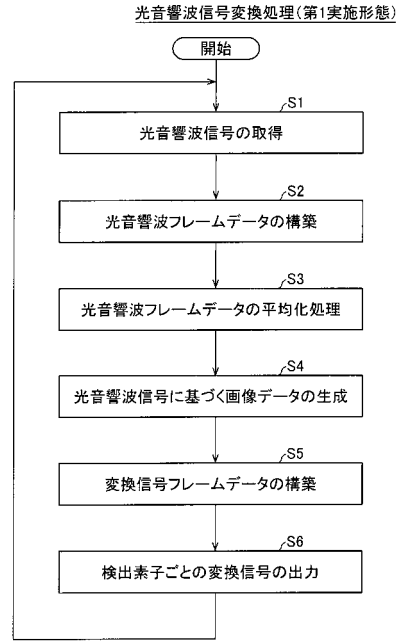 光音響波信号変換処理(第1実施形態)
開始
S1
光音響波信号の取得
S2
光音響波フレームデータの構築
S3
光音響波フレームデータの平均化処理
S4
光音響波信号に基づく画像データの生成
S5
変換信号フレームデータの構築
S6
検出素子ごとの変換信号の出力